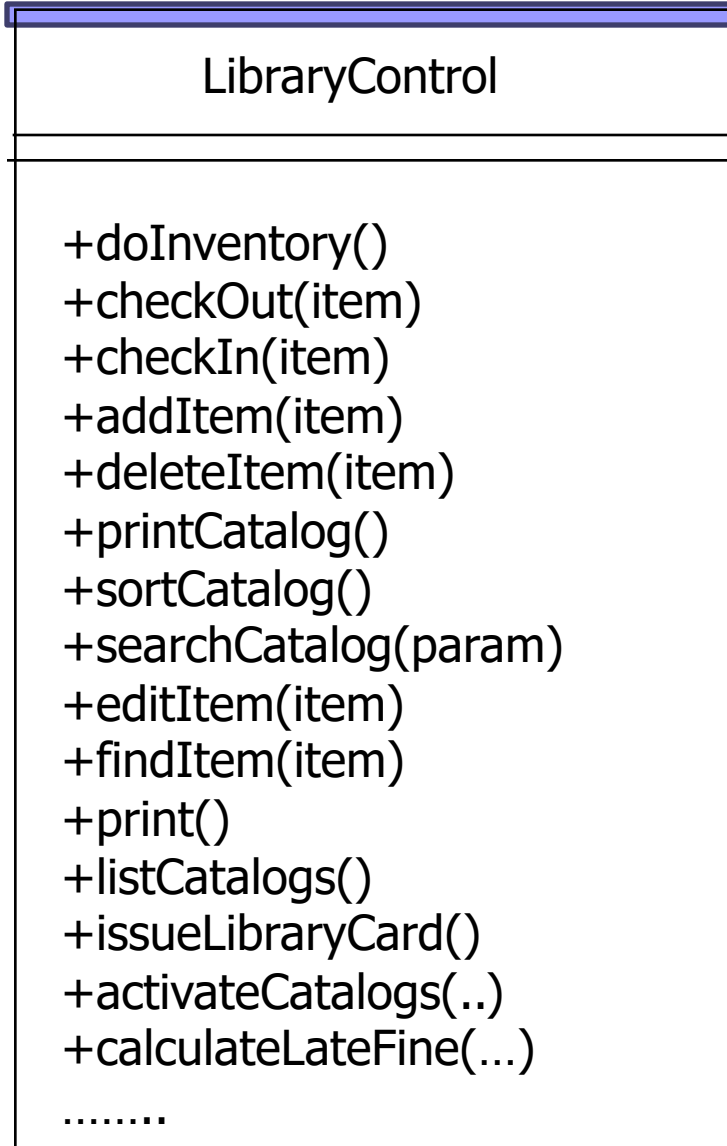 LibraryControl
+doInventory()
+checkOut(item)
+checkIn(item)
+addItem(item)
+deleteItem(item)
+printCatalog()
+sortCatalog()
+searchCatalog(param)
+editItem(item)
+findItem(item)
+print()
+listCatalogs()
+issueLibraryCard()
+activateCatalogs(..)
+calculateLateFine(…)
……..